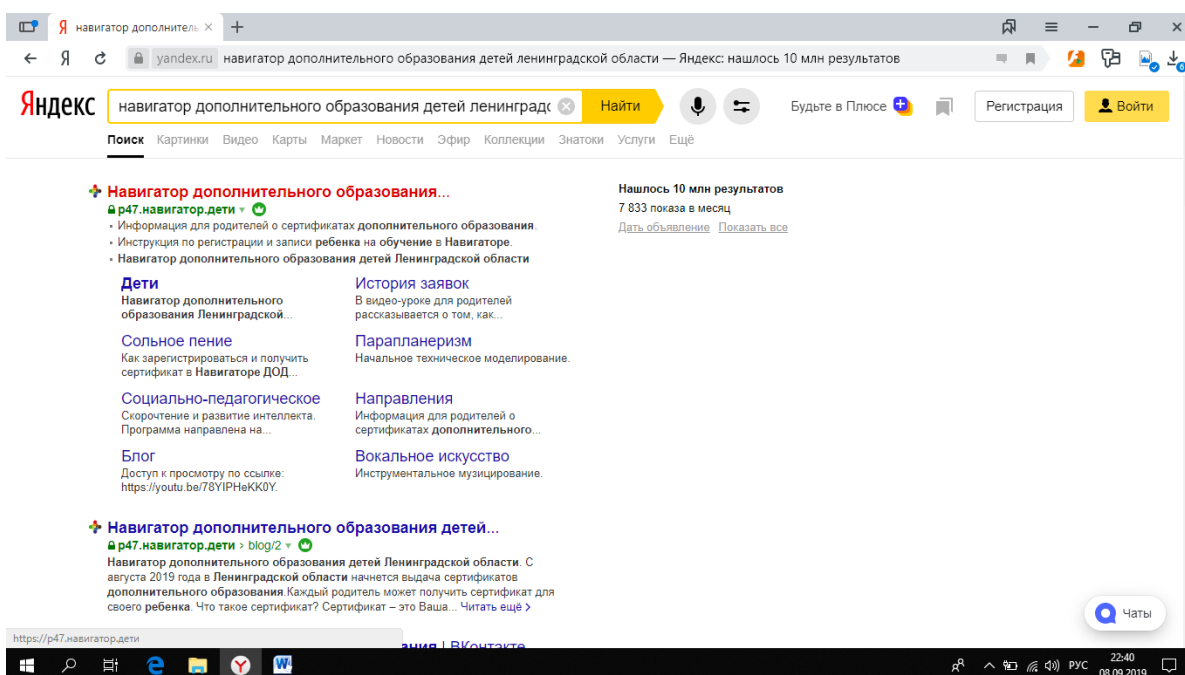 Я навигатор дополнитель
yandex.ru навигатор дополнительного образования детей ленинградской области — Яндекс: нашлось 10 млн результатов
Яндекс навигатор дополнительного образования детей ленинградс Найти Будьте в Плюсе Регистрация Войти
Поиск Картинки Видео Карты Маркет Новости Эфир Коллекции Знатоки Услуги Ещё
Навигатор дополнительного образования...
р47.навигатор.дети
Информация для родителей о сертификатах дополнительного образования.
Инструкция по регистрации и записи ребенка на обучение в Навигаторе.
Навигатор дополнительного образования детей Ленинградской области
Нашлось 10 млн результатов
7 833 показа в месяц
Дать объявление Показать все
Дети
Навигатор дополнительного
образования Ленинградской...
История заявок
В видео-уроке для родителей
рассказывается о том, как...
Сольное пение
Как зарегистрироваться и получить
сертификат в Навигаторе ДОД...
Парапланеризм
Начальное техническое моделирование.
Социально-педагогическое
Скорочтение и развитие интеллекта.
Программа направлена на...
Направления
Информация для родителей о
сертификатах дополнительного...
Блог
Доступ к просмотру по ссылке:
https://youtu.be/78YIPHeKK0Y.
Вокальное искусство
Инструментальное музицирование.
Навигатор дополнительного образования детей...
р47.навигатор.дети › blog/2
Навигатор дополнительного образования детей Ленинградской области. С
августа 2019 года в Ленинградской области начнется выдача сертификатов
дополнительного образования.Каждый родитель может получить сертификат для
своего ребенка. Что такое сертификат? Сертификат – это Ваша... Читать ещё ›
Чаты
https://р47.навигатор.дети
ВКонтакте
РУС 22:40
08.09.2019